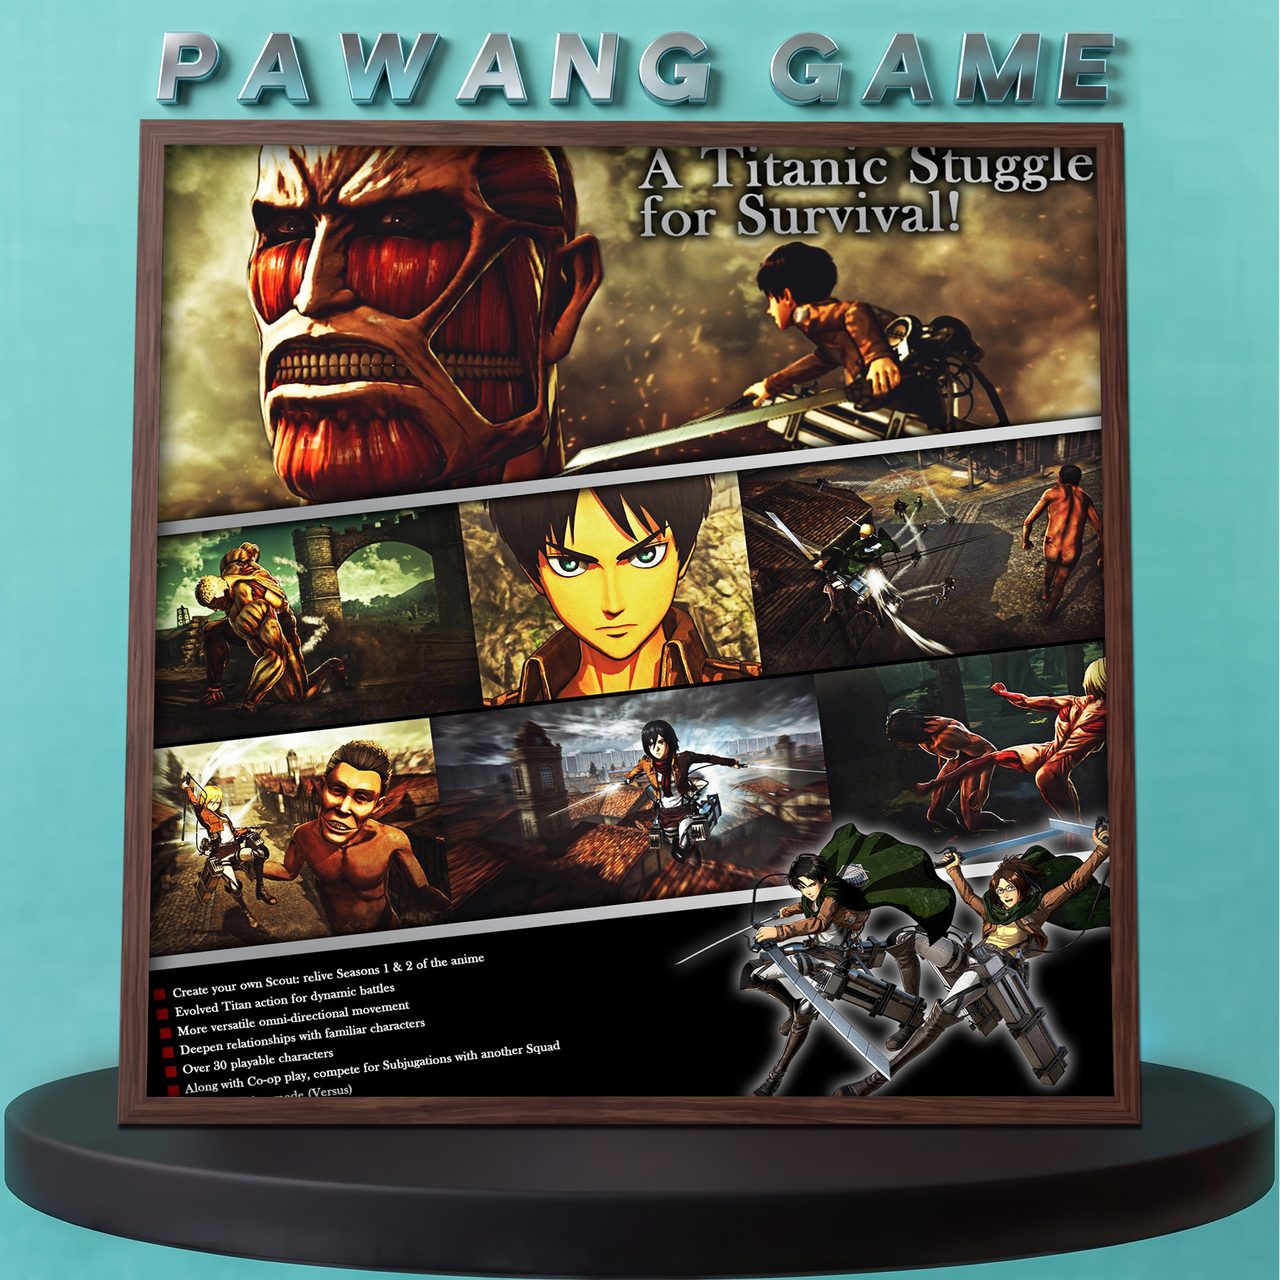 PAWANG GAME
A Titanic Stuggle
for Survival!
Create your own Scout: relive Seasons 1 & 2 of the anime
Evolved Titan action for dynamic battles
More versatile omni-directional movement
Deepen relationships with familiar characters
Over 30 playable characters
Along with Co-op play, compete for Subjugations with another Squad
mode (Versus)